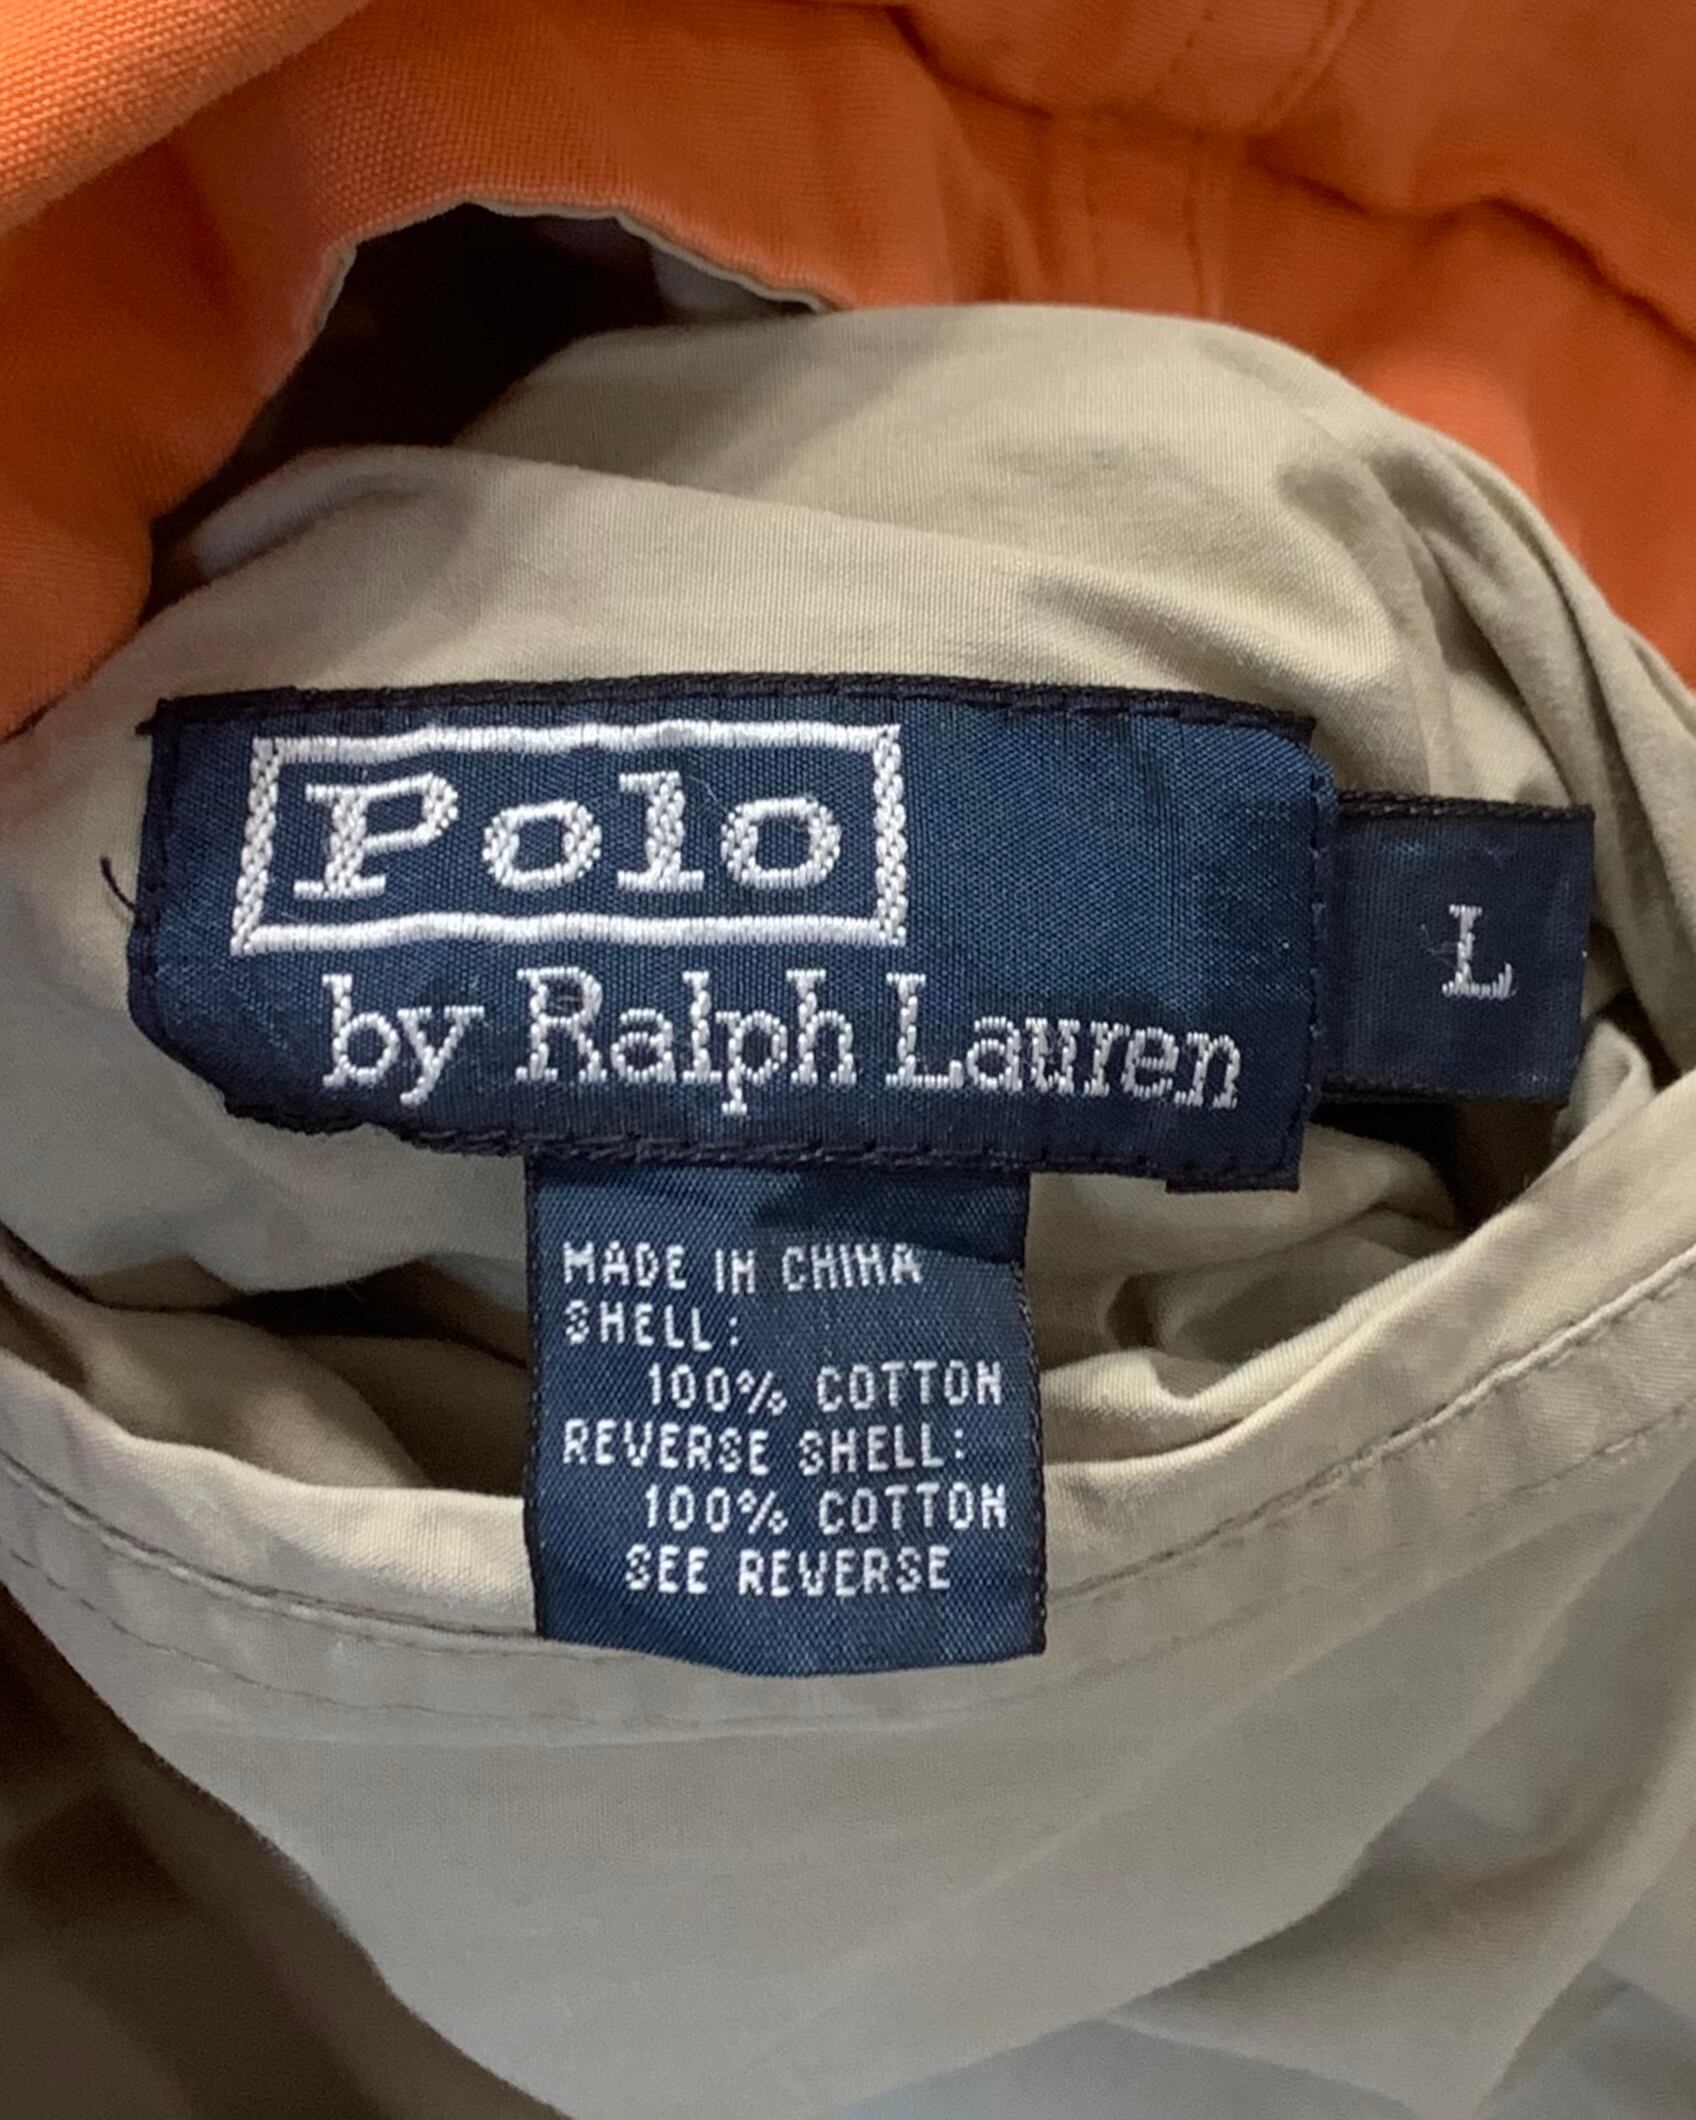 Polo
by Ralph Lauren
L
MADE IN CHINA
SHELL:
100% COTTON
REVERSE SHELL:
100% COTTON
SEE REVERSE